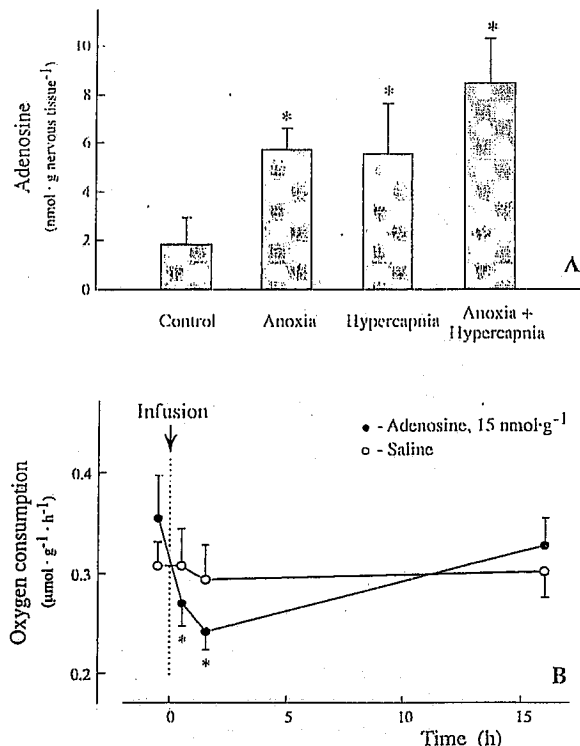 10
8
6
4
2
0
Adenosine
(nmol · g nervous tissue⁻¹)
*
*
*
*
A
Control
Anoxia
Hypercapnia
Anoxia +
Hypercapnia
Infusion
● - Adenosine, 15 nmol·g⁻¹
○ - Saline
0.4
0.3
0.2
Oxygen consumption
(μmol · g⁻¹ · h⁻¹)
*
*
B
0
5
10
15
Time (h)